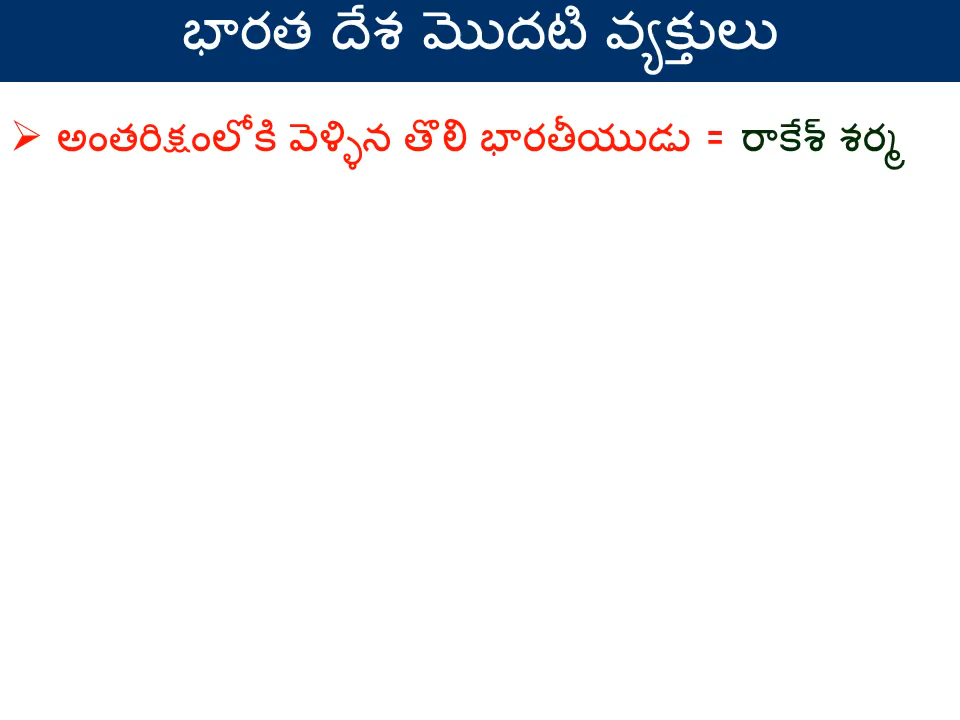 భారత దేశ మొదటి వ్యక్తులు
➢ అంతరిక్షంలోకి వెళ్ళిన తొలి భారతీయుడు = రాకేశ్ శర్మ